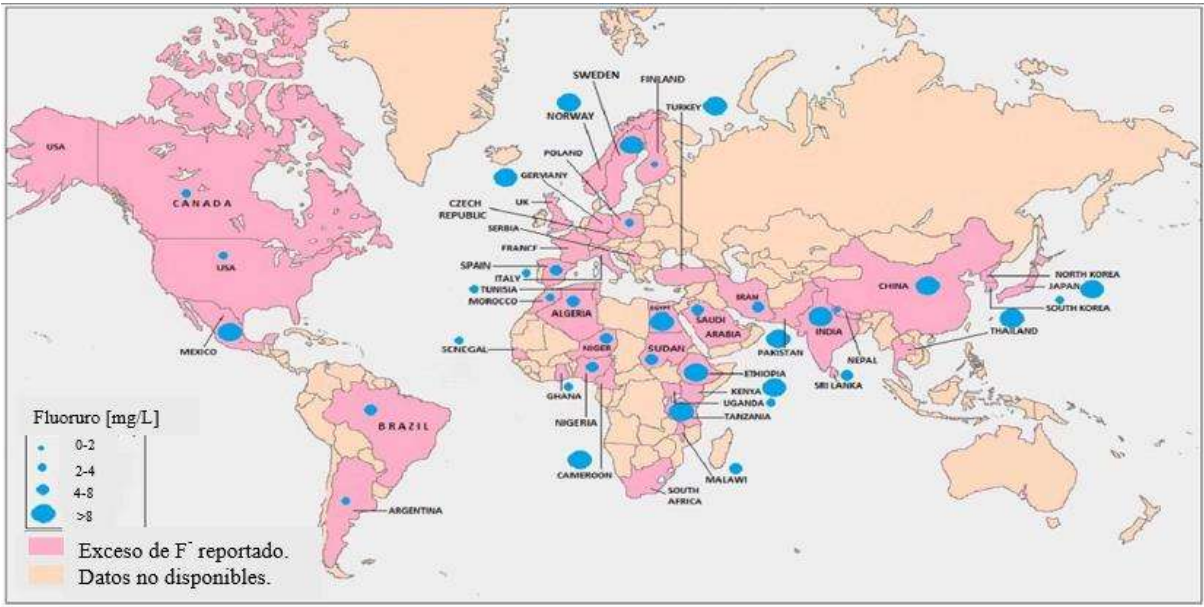 SWEDEN
FINLAND
TURKEY
NORWAY
USA
POLAND
GERMANY
CANADA
UK
CZECH
REPUBLIC
SERBIA
FRANCE
USA
SPAIN
ITALY
TUNISIA
MOROCCO
ALGERIA
EGYPT
SAUDI
ARABIA
IRAN
CHINA
NORTH KOREA
JAPAN
SOUTH KOREA
THAILAND
MEXICO
SENEGAL
NIGER
SUDAN
PAKISTAN
INDIA
NEPAL
ETHIOPIA
SRI LANKA
GHANA
KENYA
UGANDA
TANZANIA
NIGERIA
BRAZIL
CAMEROON
MALAWI
SOUTH
AFRICA
ARGENTINA
Fluoruro [mg/L]
0-2
2-4
4-8
>8
Exceso de F⁻ reportado.
Datos no disponibles.